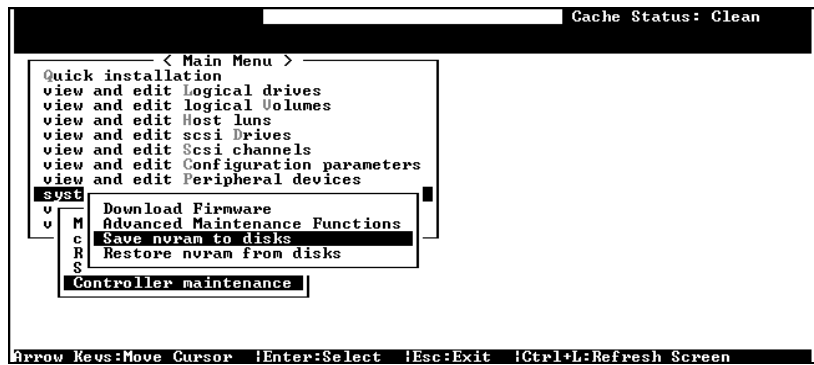 Cache Status: Clean
< Main Menu >
Quick installation
view and edit Logical drives
view and edit logical Volumes
view and edit Host luns
view and edit scsi Drives
view and edit Scsi channels
view and edit Configuration parameters
view and edit Peripheral devices
syst
v
Download Firmware
v M Advanced Maintenance Functions
c Save nvram to disks
R Restore nvram from disks
S
Controller maintenance
Arrow Keys:Move Cursor |Enter:Select |Esc:Exit |Ctrl+L:Refresh Screen